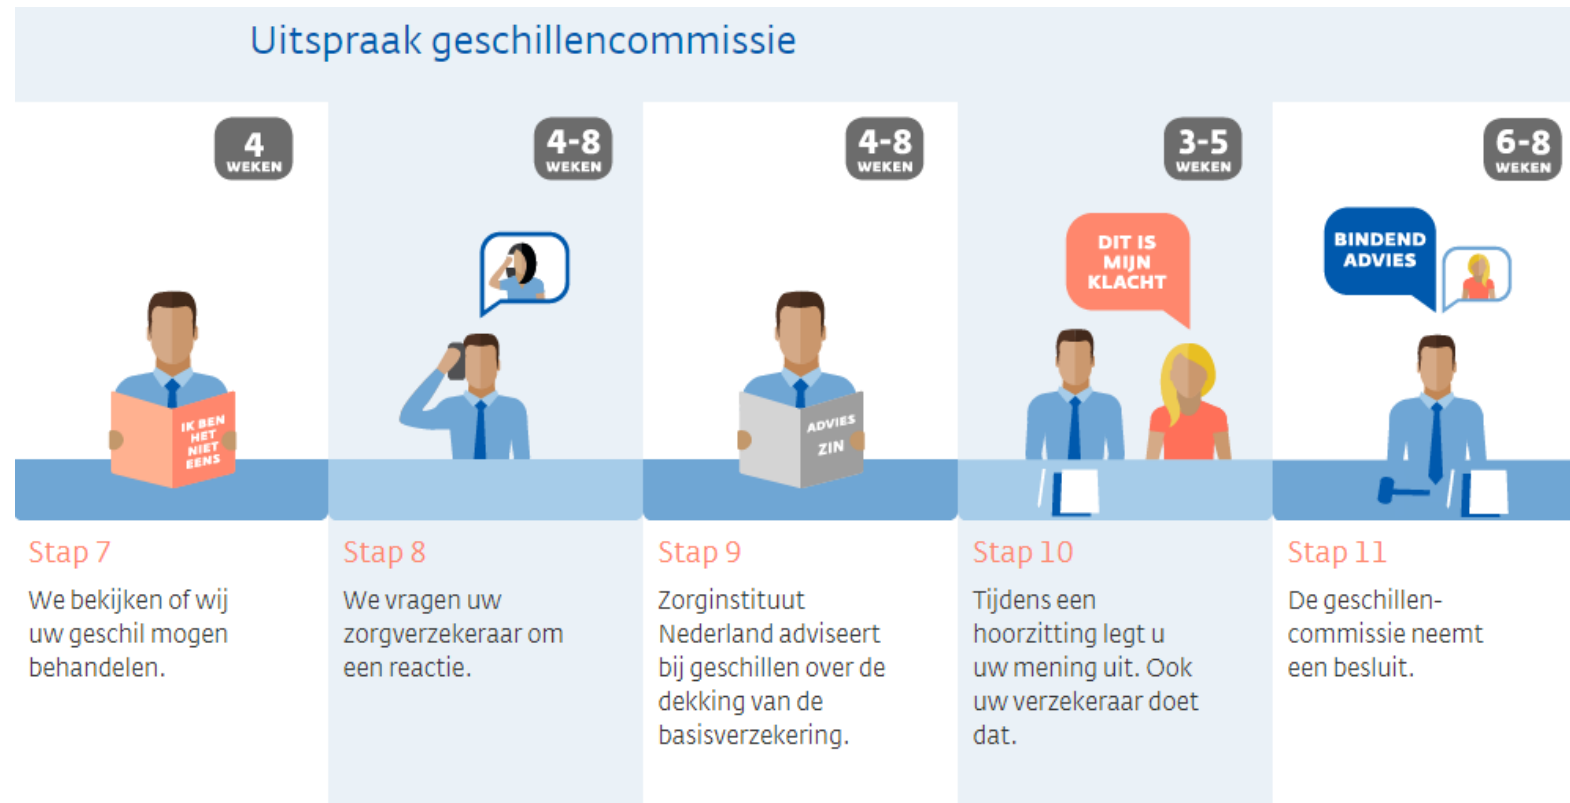 Uitspraak geschillencommissie
4
WEKEN
IK BEN
HET
NIET
EENS
Stap 7
We bekijken of wij
uw geschil mogen
behandelen.
4-8
WEKEN
Stap 8
We vragen uw
zorgverzekeraar om
een reactie.
4-8
WEKEN
ADVIES
ZIN
Stap 9
Zorginstituut
Nederland adviseert
bij geschillen over de
dekking van de
basisverzekering.
3-5
WEKEN
DIT IS
MIJN
KLACHT
Stap 10
Tijdens een
hoorzitting legt u
uw mening uit. Ook
uw verzekeraar doet
dat.
6-8
WEKEN
BINDEND
ADVIES
Stap 11
De geschillen-
commissie neemt
een besluit.